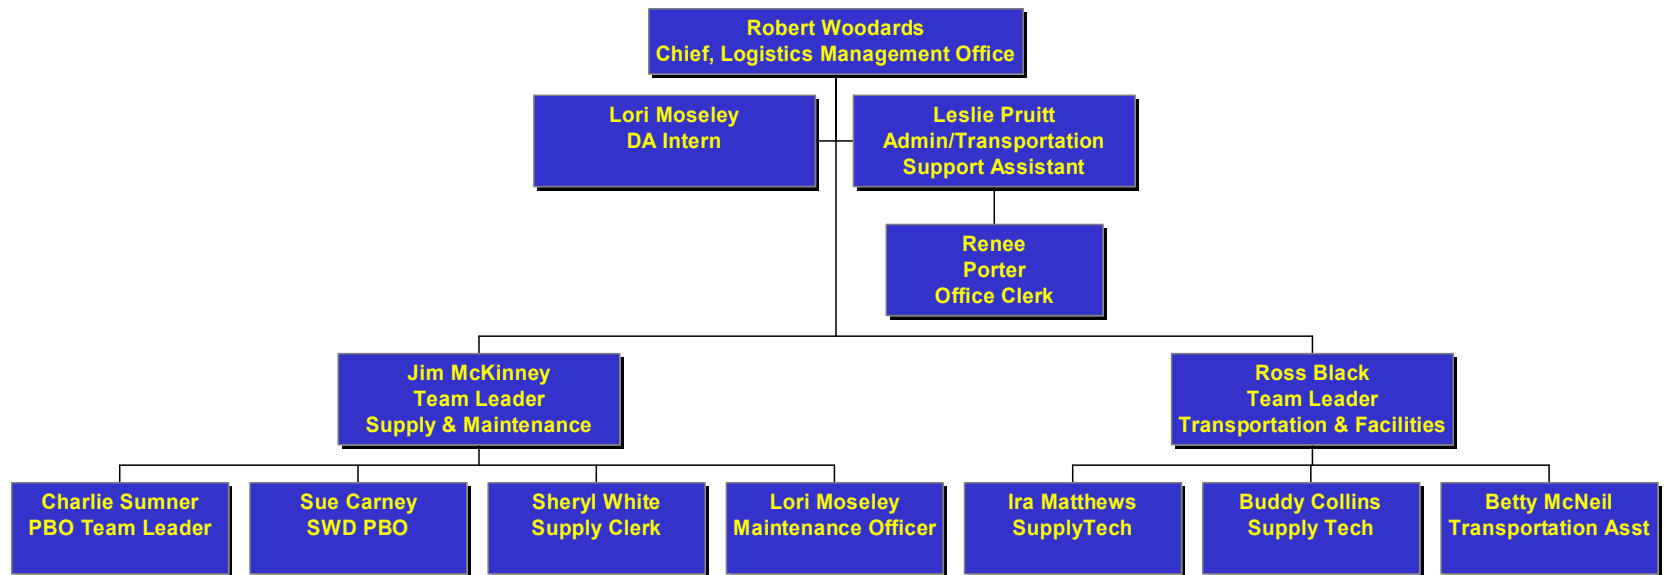 Robert Woodards
Chief, Logistics Management Office
Lori Moseley
DA Intern
Leslie Pruitt
Admin/Transportation
Support Assistant
Renee
Porter
Office Clerk
Jim McKinney
Team Leader
Supply & Maintenance
Ross Black
Team Leader
Transportation & Facilities
Charlie Sumner
PBO Team Leader
Sue Carney
SWD PBO
Sheryl White
Supply Clerk
Lori Moseley
Maintenance Officer
Ira Matthews
SupplyTech
Buddy Collins
Supply Tech
Betty McNeil
Transportation Asst